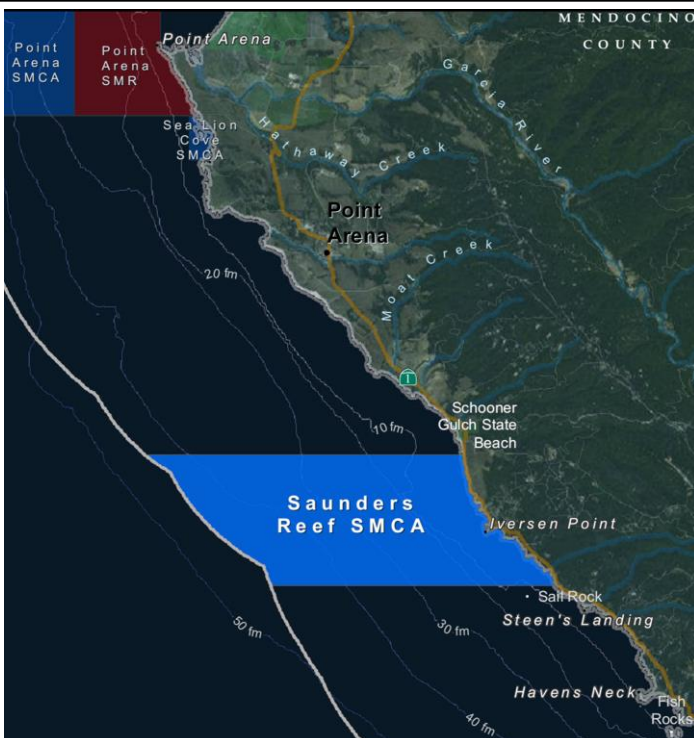 MENDOCINO
COUNTY
Point
Arena
SMCA
Point
Arena
SMR
Point Arena
Sea Lion
Cove
SMCA
Garcia River
Hathaway Creek
Point
Arena
Moat Creek
20 fm
1
10 fm
Schooner
Gulch State
Beach
Saunders
Reef SMCA
Iversen Point
Sail Rock
Steen's Landing
50 fm
30 fm
Havens Neck
Fish
Rocks
40 fm